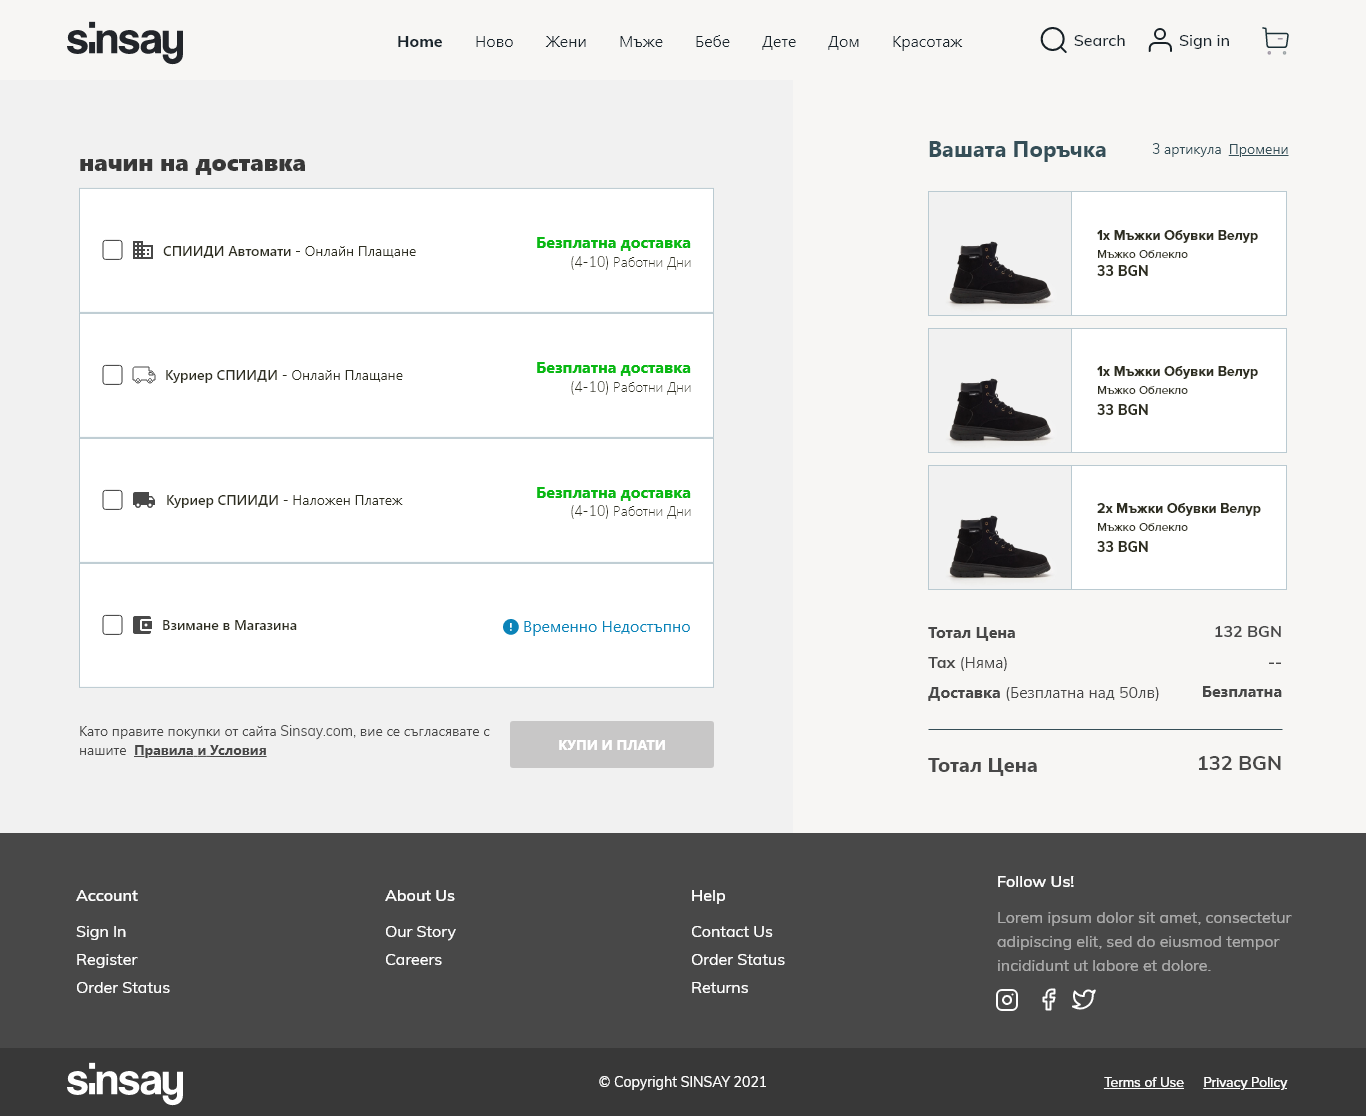 sinsay
Home Ново Жени Мъже Бебе Дете Дом Красотаж
Search Sign in
начин на доставка
СПИИДИ Автомати - Онлайн Плащане
Безплатна доставка
(4-10) Работни Дни
Куриер СПИИДИ - Онлайн Плащане
Безплатна доставка
(4-10) Работни Дни
Куриер СПИИДИ - Наложен Платеж
Безплатна доставка
(4-10) Работни Дни
Взимане в Магазина
Временно Недостъпно
Като правите покупки от сайта Sinsay.com, вие се съгласявате с
нашите Правила и Условия
КУПИ И ПЛАТИ
Вашата Поръчка
3 артикула Промени
1x Мъжки Обувки Велур
Мъжко Облекло
33 BGN
1x Мъжки Обувки Велур
Мъжко Облекло
33 BGN
2x Мъжки Обувки Велур
Мъжко Облекло
33 BGN
Тотал Цена 132 BGN
Tax (Няма) --
Доставка (Безплатна над 50лв) Безплатна
Тотал Цена 132 BGN
Account
Sign In
Register
Order Status
About Us
Our Story
Careers
Help
Contact Us
Order Status
Returns
Follow Us!
Lorem ipsum dolor sit amet, consectetur
adipiscing elit, sed do eiusmod tempor
incididunt ut labore et dolore.
sinsay
© Copyright SINSAY 2021
Terms of Use Privacy Policy